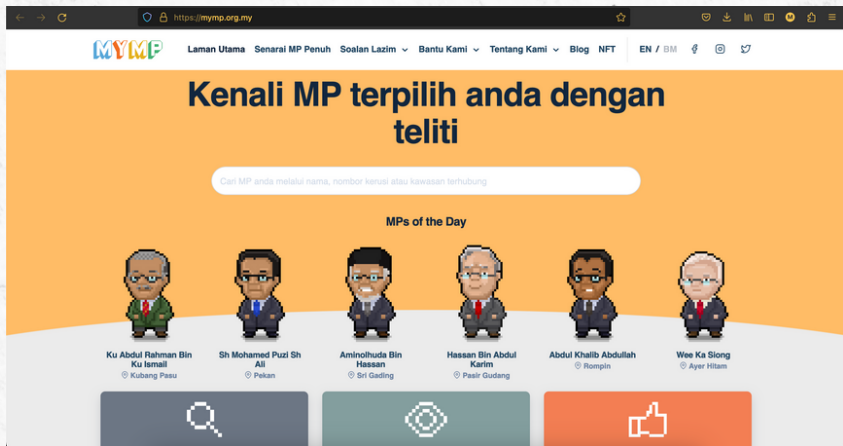 https://mymp.org.my
MYMP
Laman Utama Senarai MP Penuh Soalan Lazim Bantu Kami Tentang Kami Blog NFT EN / BM
Kenali MP terpilih anda dengan
teliti
Cari MP anda melalui nama, nombor kerusi atau kawasan terhubung
MPs of the Day
Ku Abdul Rahman Bin
Ku Ismail
Kubang Pasu
Sh Mohamed Puzi Sh
Ali
Pekan
Aminolhuda Bin
Hassan
Sri Gading
Hassan Bin Abdul
Karim
Pasir Gudang
Abdul Khalib Abdullah
Rompin
Wee Ka Siong
Ayer Hitam